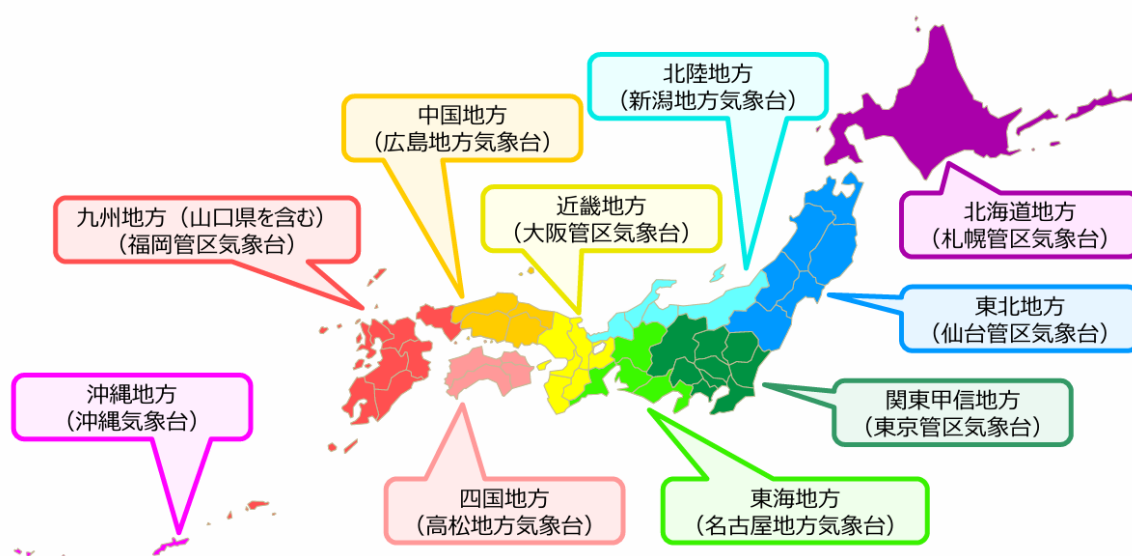 北陸地方
（新潟地方気象台）
中国地方
（広島地方気象台）
近畿地方
（大阪管区気象台）
北海道地方
（札幌管区気象台）
九州地方（山口県を含む）
（福岡管区気象台）
東北地方
（仙台管区気象台）
沖縄地方
（沖縄気象台）
関東甲信地方
（東京管区気象台）
四国地方
（高松地方気象台）
東海地方
（名古屋地方気象台）